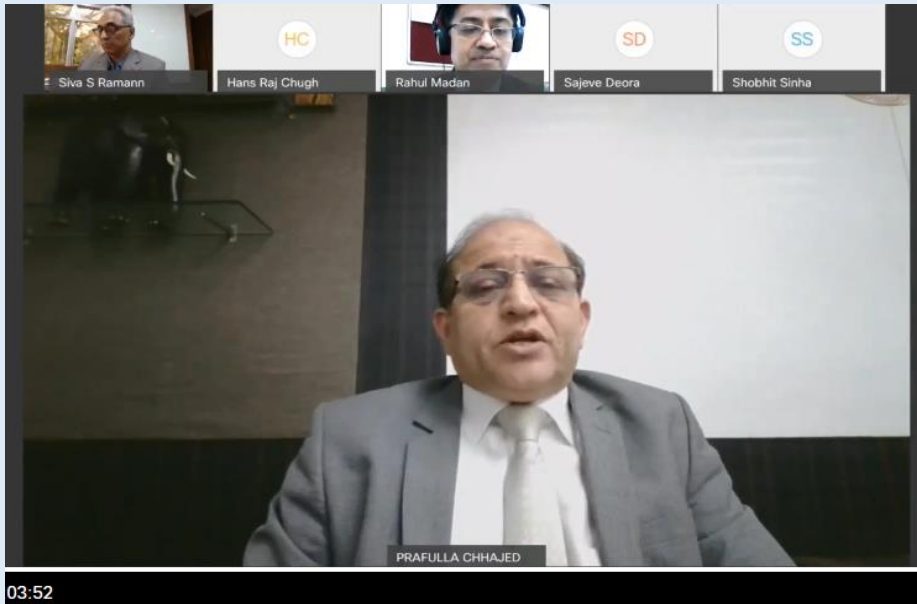 HC
SD
SS
Siva S Ramann
Hans Raj Chugh
Rahul Madan
Sajeve Deora
Shobhit Sinha
PRAFULLA CHHAJED
03:52